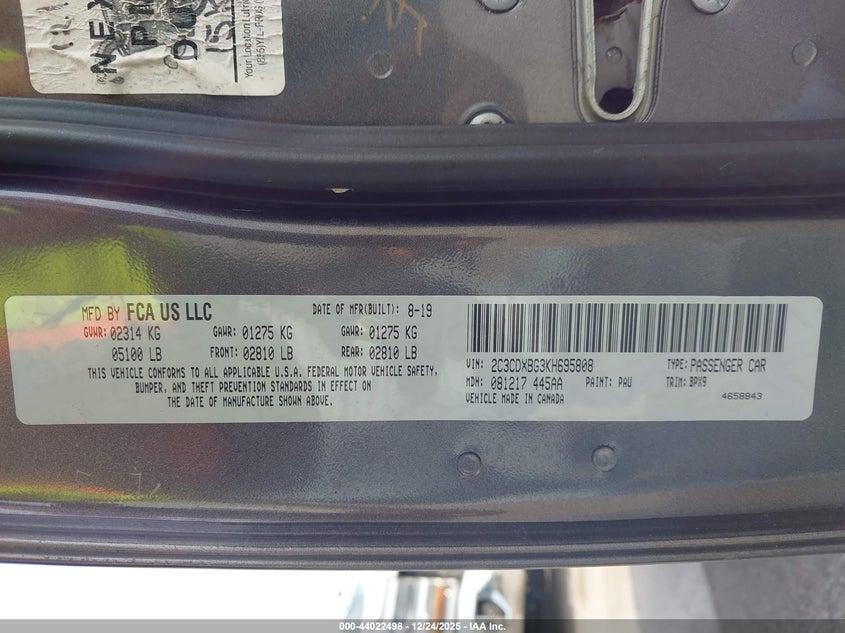 Your Location
MFD BY FCA US LLC
DATE OF MFR(BUILT): 8-19
GVWR: 02314 KG
GAWR: 01275 KG
GAWR: 01275 KG
05100 LB
FRONT: 02810 LB
REAR: 02810 LB
THIS VEHICLE CONFORMS TO ALL APPLICABLE U.S.A. FEDERAL MOTOR VEHICLE SAFETY,
BUMPER, AND THEFT PREVENTION STANDARDS IN EFFECT ON
THE DATE OF MANUFACTURE SHOWN ABOVE.
VIN: 2C3CDXBG3KH695808
TYPE: PASSENGER CAR
MDH: 081217 445AA
PAINT: PAU
TRIM: BPX9
VEHICLE MADE IN CANADA
4658843
000-44022498 - 12/24/2025 - IAA Inc.